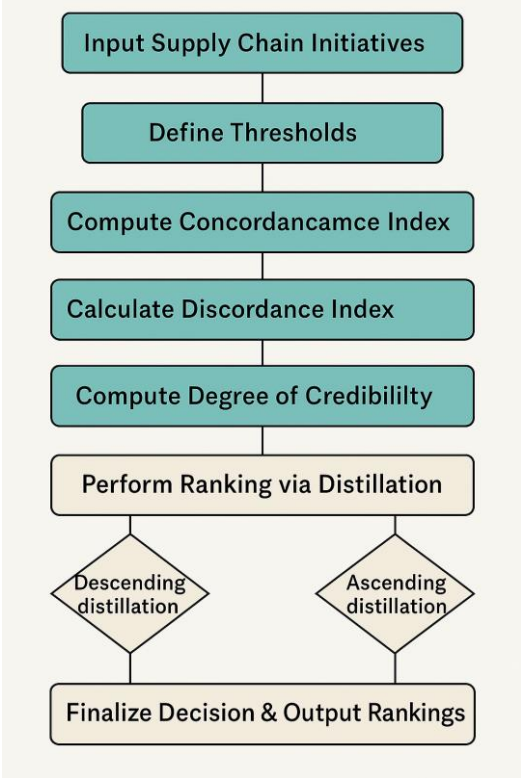 Input Supply Chain Initiatives
Define Thresholds
Compute Concordancamce Index
Calculate Discordance Index
Compute Degree of Credibililty
Perform Ranking via Distillation
Descending
distillation
Ascending
distillation
Finalize Decision & Output Rankings